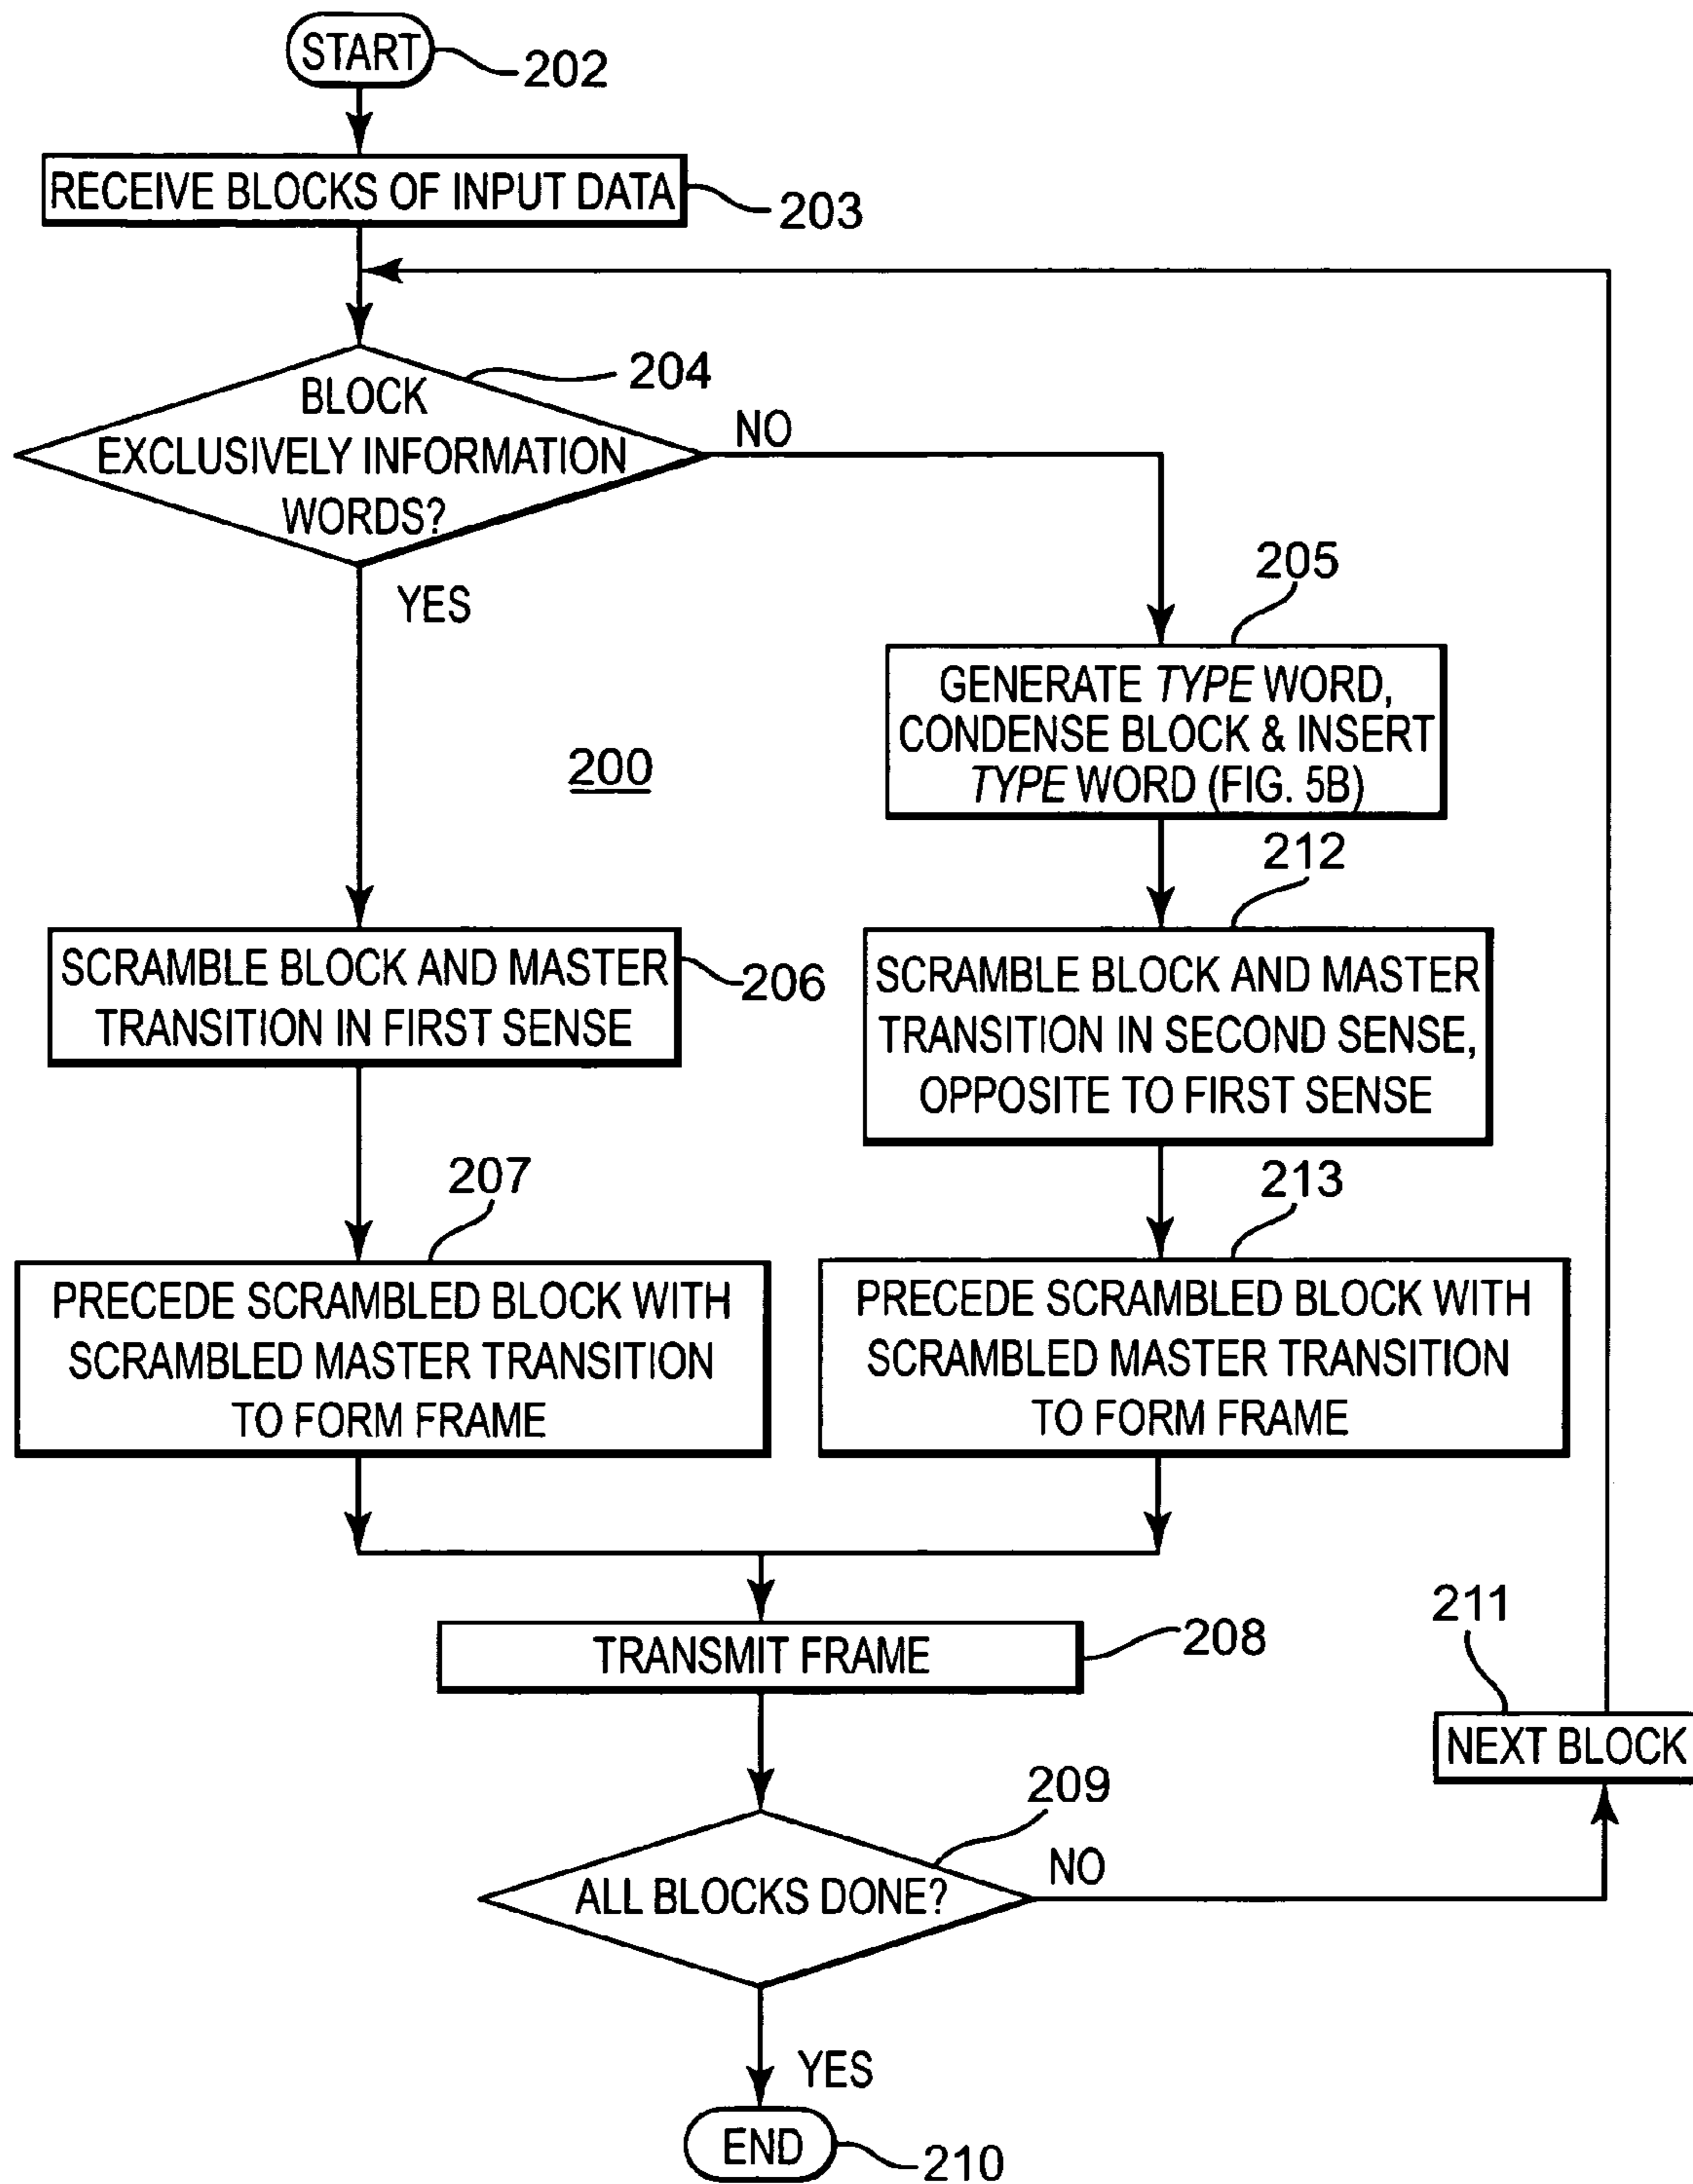 START
202
RECEIVE BLOCKS OF INPUT DATA
203
204
BLOCK
EXCLUSIVELY INFORMATION
WORDS?
NO
YES
205
GENERATE TYPE WORD,
CONDENSE BLOCK & INSERT
TYPE WORD (FIG. 5B)
200
212
SCRAMBLE BLOCK AND MASTER
TRANSITION IN FIRST SENSE
206
SCRAMBLE BLOCK AND MASTER
TRANSITION IN SECOND SENSE,
OPPOSITE TO FIRST SENSE
207
PRECEDE SCRAMBLED BLOCK WITH
SCRAMBLED MASTER TRANSITION
TO FORM FRAME
213
PRECEDE SCRAMBLED BLOCK WITH
SCRAMBLED MASTER TRANSITION
TO FORM FRAME
TRANSMIT FRAME
208
211
NEXT BLOCK
209
ALL BLOCKS DONE?
NO
YES
END
210